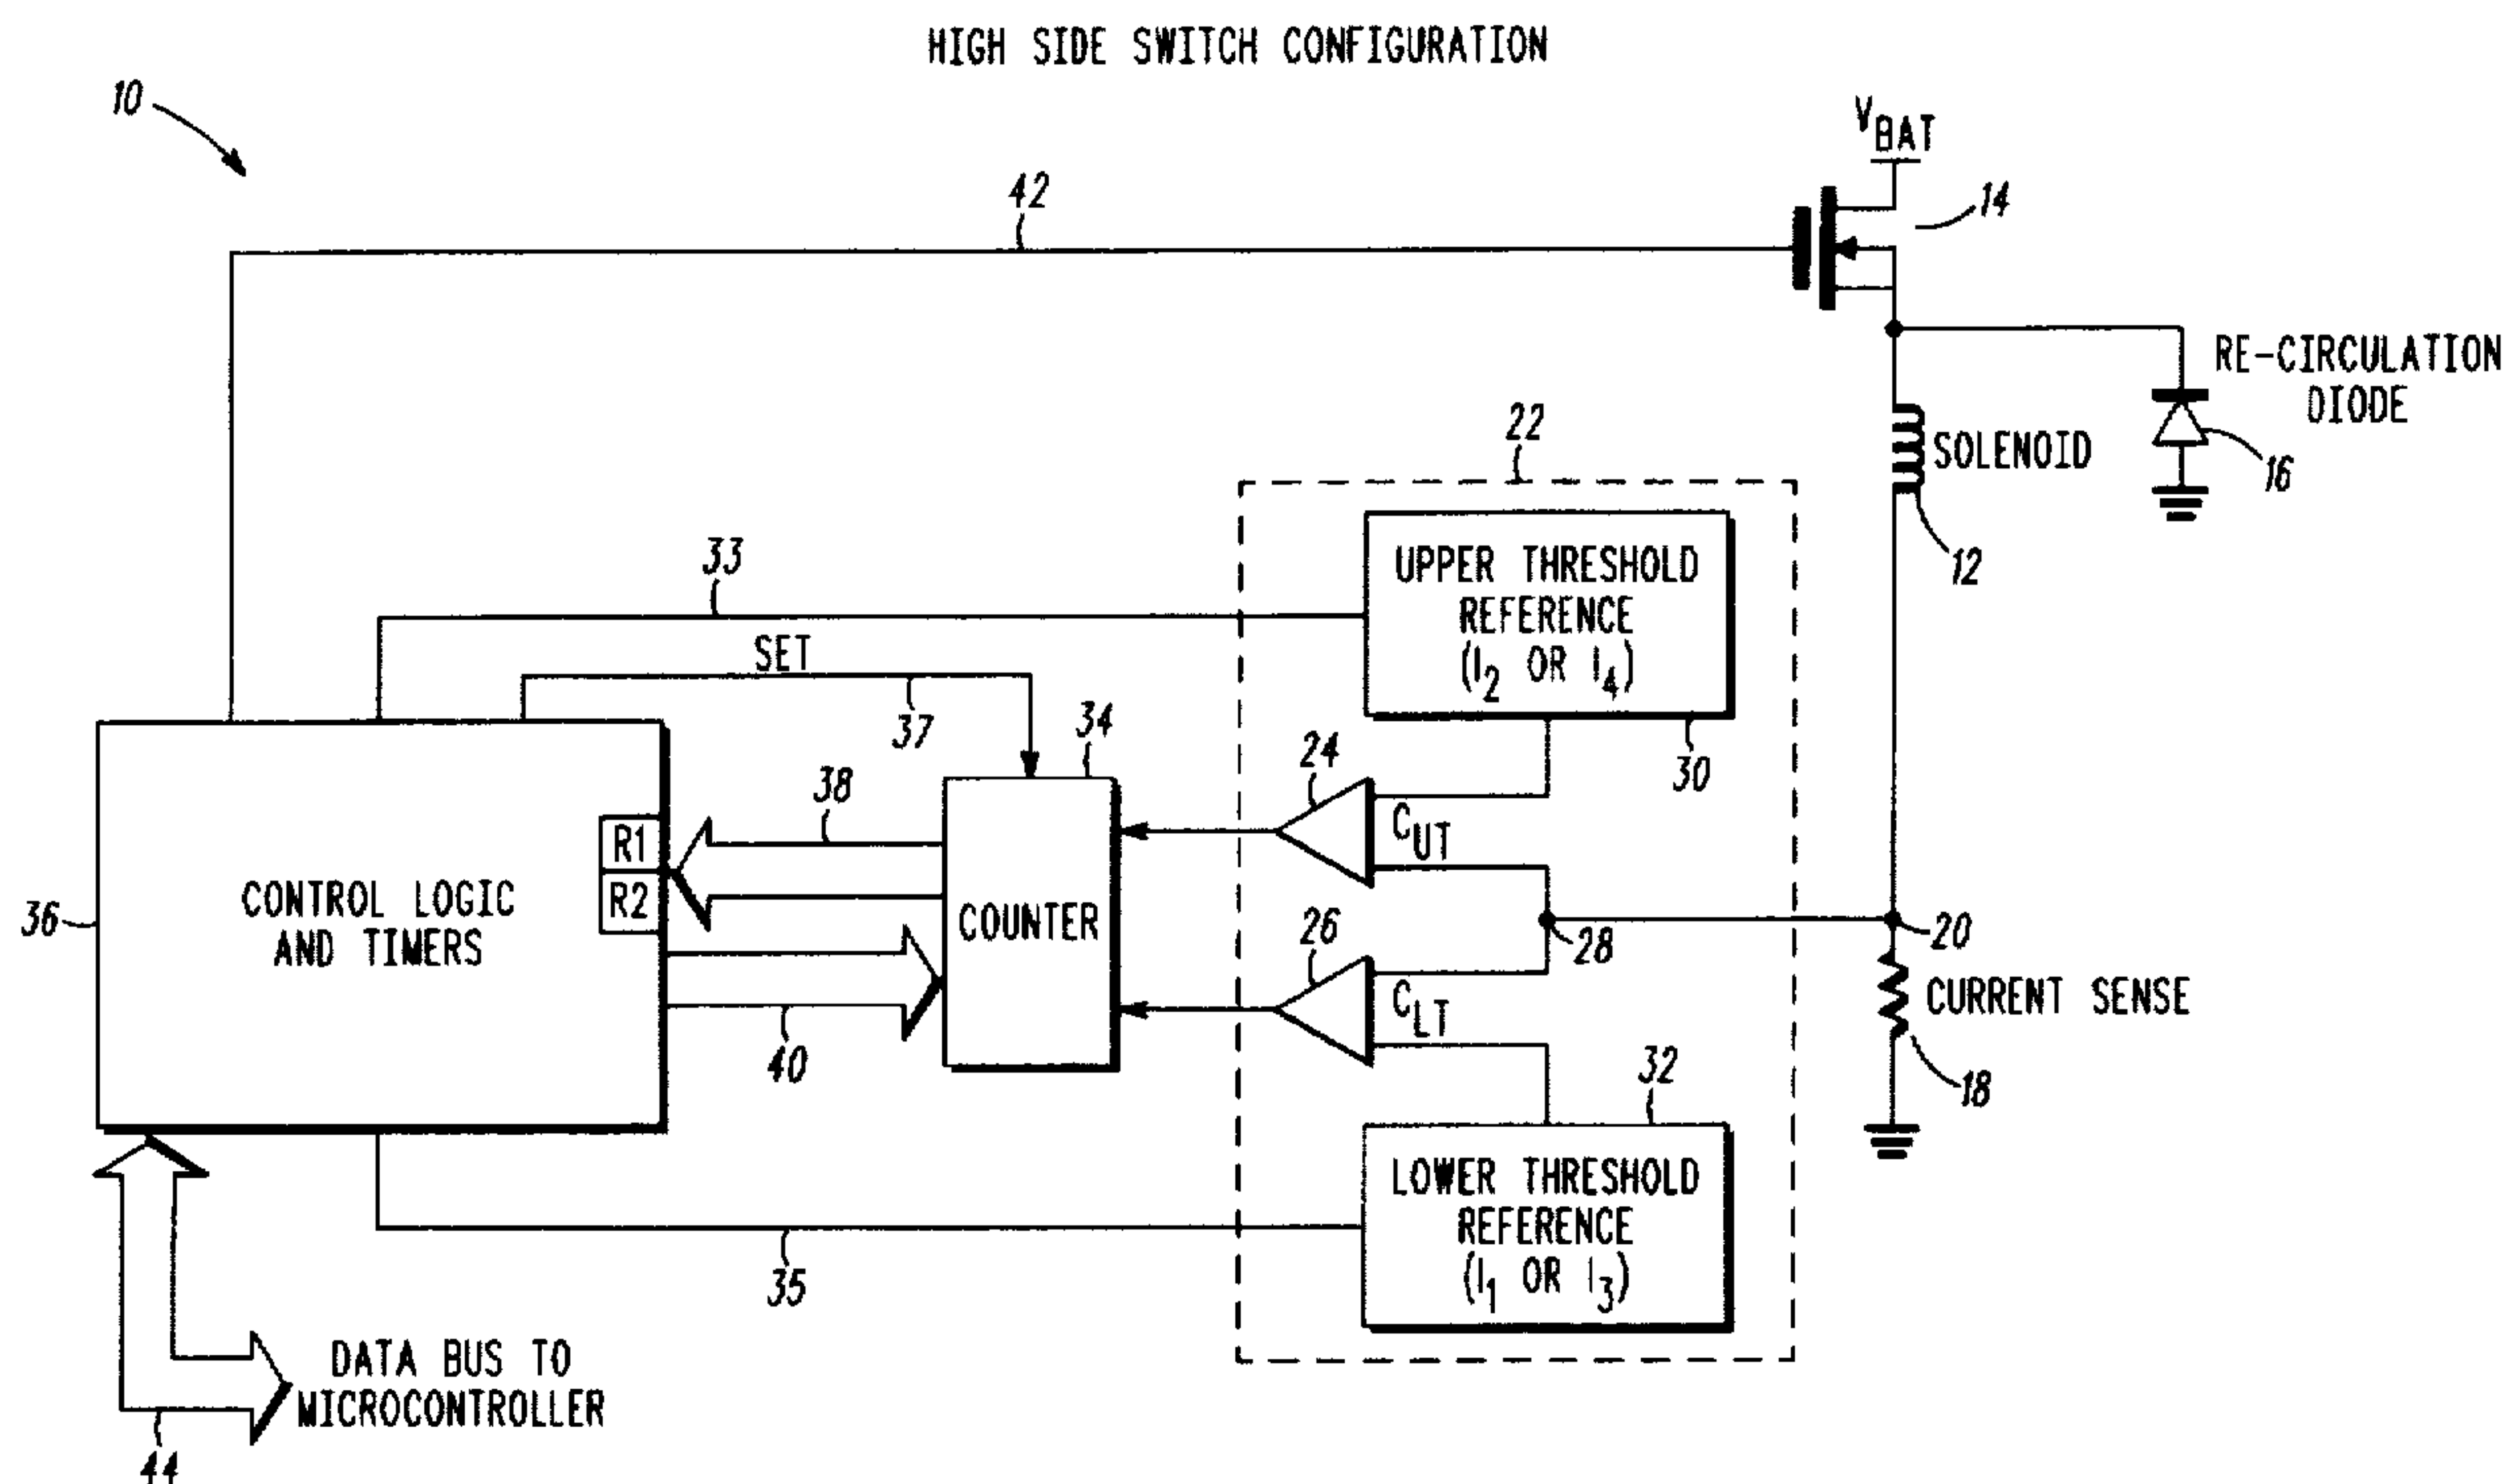 HIGH SIDE SWITCH CONFIGURATION
10
VBAT
42
14
RE-CIRCULATION
DIODE
16
SOLENOID
12
22
UPPER THRESHOLD
REFERENCE
(I2 OR I4)
30
33
SET
37
34
24
CUT
38
R1
R2
CONTROL LOGIC
AND TIMERS
36
COUNTER
40
26
CLT
28
20
CURRENT SENSE
18
32
LOWER THRESHOLD
REFERENCE
(I1 OR I3)
35
DATA BUS TO
MICROCONTROLLER
44